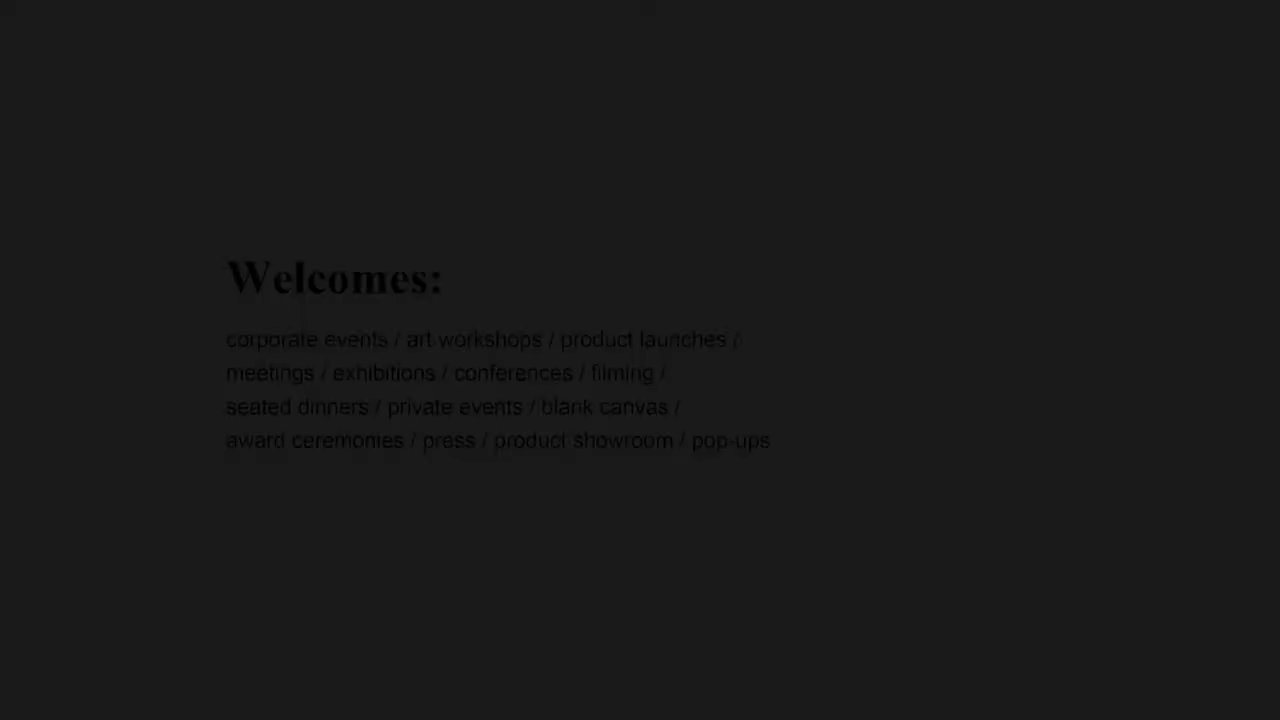 Welcomes:
corporate events / art workshops / product launches /
meetings / exhibitions / conferences / filming /
seated dinners / private events / blank canvas /
award ceremonies / press / product showroom / pop-ups